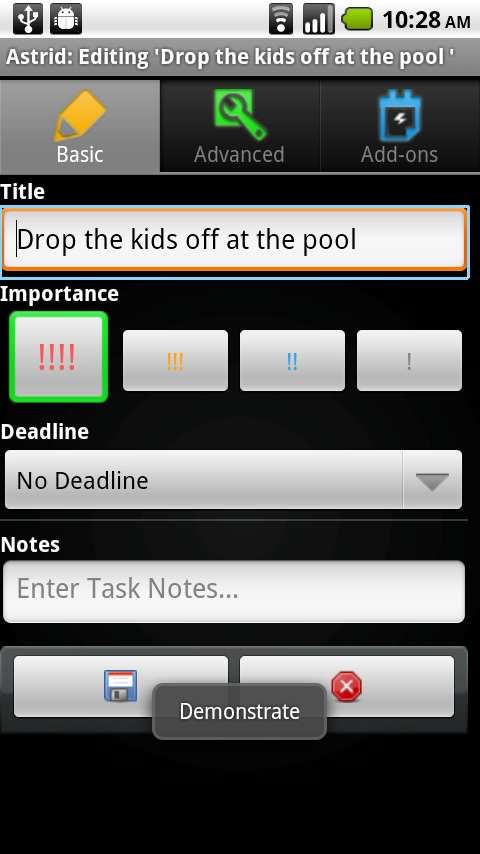 10:28 AM
Astrid: Editing 'Drop the kids off at the pool '
Basic
Advanced
Add-ons
Title
Drop the kids off at the pool
Importance
!!!!
!!!
!!
!
Deadline
No Deadline
Notes
Enter Task Notes...
Demonstrate